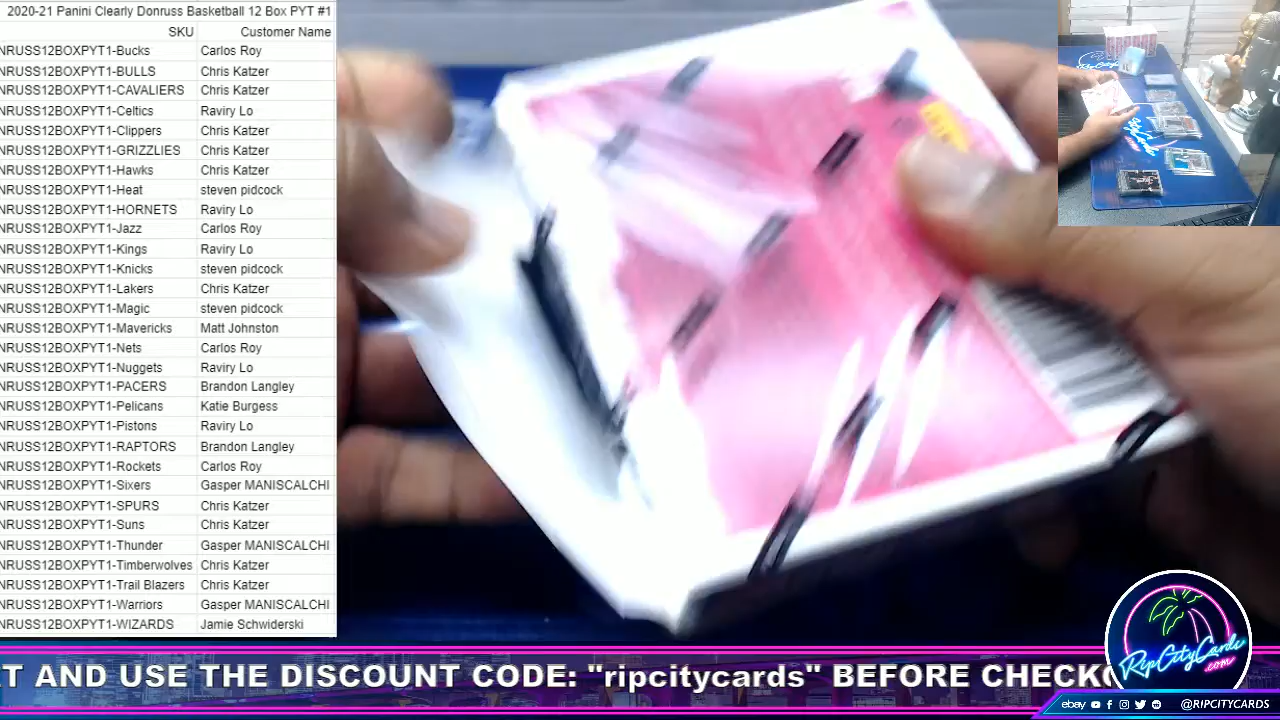 2020-21 Panini Clearly Donruss Basketball 12 Box PYT #1
SKU Customer Name
NRUSS12BOXPYT1-Bucks Carlos Roy
NRUSS12BOXPYT1-BULLS Chris Katzer
NRUSS12BOXPYT1-CAVALIERS Chris Katzer
NRUSS12BOXPYT1-Celtics Raviry Lo
NRUSS12BOXPYT1-Clippers Chris Katzer
NRUSS12BOXPYT1-GRIZZLIES Chris Katzer
NRUSS12BOXPYT1-Hawks Chris Katzer
NRUSS12BOXPYT1-Heat steven pidcock
NRUSS12BOXPYT1-HORNETS Raviry Lo
NRUSS12BOXPYT1-Jazz Carlos Roy
NRUSS12BOXPYT1-Kings Raviry Lo
NRUSS12BOXPYT1-Knicks steven pidcock
NRUSS12BOXPYT1-Lakers Chris Katzer
NRUSS12BOXPYT1-Magic steven pidcock
NRUSS12BOXPYT1-Mavericks Matt Johnston
NRUSS12BOXPYT1-Nets Carlos Roy
NRUSS12BOXPYT1-Nuggets Raviry Lo
NRUSS12BOXPYT1-PACERS Brandon Langley
NRUSS12BOXPYT1-Pelicans Katie Burgess
NRUSS12BOXPYT1-Pistons Raviry Lo
NRUSS12BOXPYT1-RAPTORS Brandon Langley
NRUSS12BOXPYT1-Rockets Carlos Roy
NRUSS12BOXPYT1-Sixers Gasper MANISCALCHI
NRUSS12BOXPYT1-SPURS Chris Katzer
NRUSS12BOXPYT1-Suns Chris Katzer
NRUSS12BOXPYT1-Thunder Gasper MANISCALCHI
NRUSS12BOXPYT1-Timberwolves Chris Katzer
NRUSS12BOXPYT1-Trail Blazers Chris Katzer
NRUSS12BOXPYT1-Warriors Gasper MANISCALCHI
NRUSS12BOXPYT1-WIZARDS Jamie Schwiderski
T AND USE THE DISCOUNT CODE: "ripcitycards" BEFORE CHECKO
RipCityCards
.com
ebay @RIPCITYCARDS